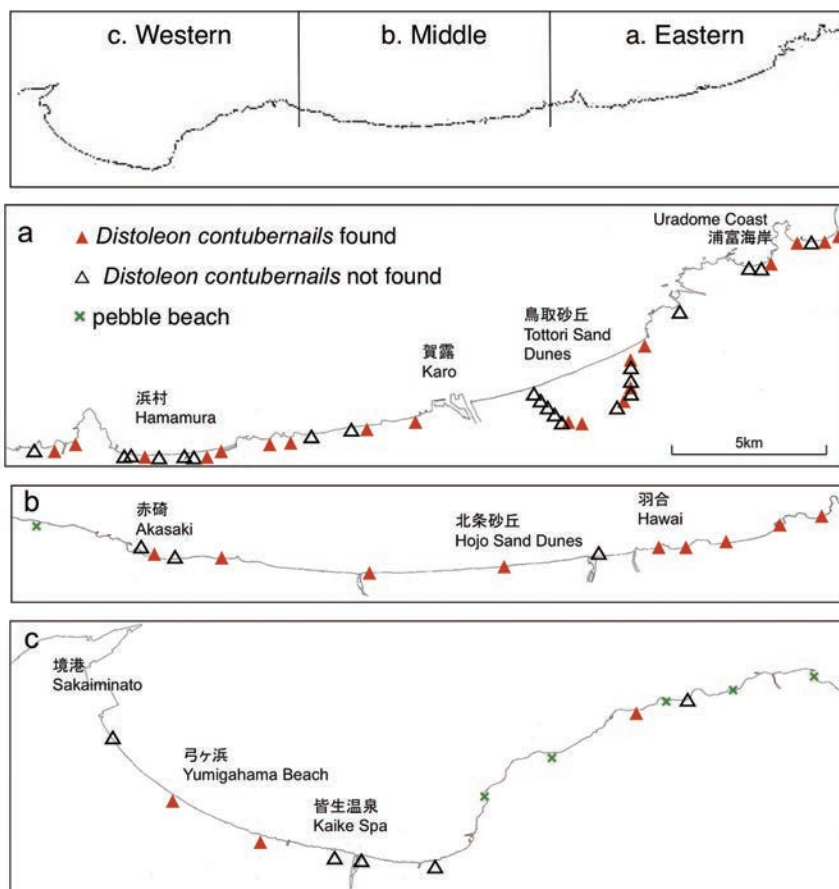 c. Western
b. Middle
a. Eastern
a
Distoleon contubernails found
Distoleon contubernails not found
pebble beach
Uradome Coast
浦富海岸
鳥取砂丘
Tottori Sand
Dunes
賀露
Karo
浜村
Hamamura
5km
b
赤碕
Akasaki
北条砂丘
Hojo Sand Dunes
羽合
Hawai
c
境港
Sakaiminato
弓ヶ浜
Yumigahama Beach
皆生温泉
Kaike Spa